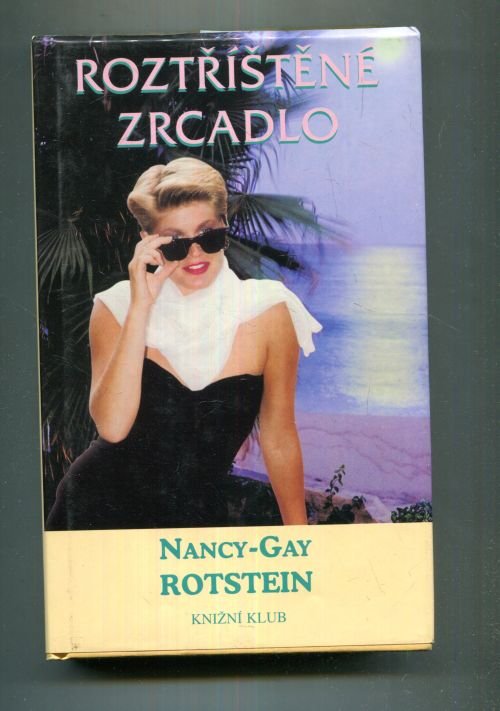 ROZTŘÍŠTĚNÉ
ZRCADLO
NANCY-GAY
ROTSTEIN
KNIŽNÍ KLUB